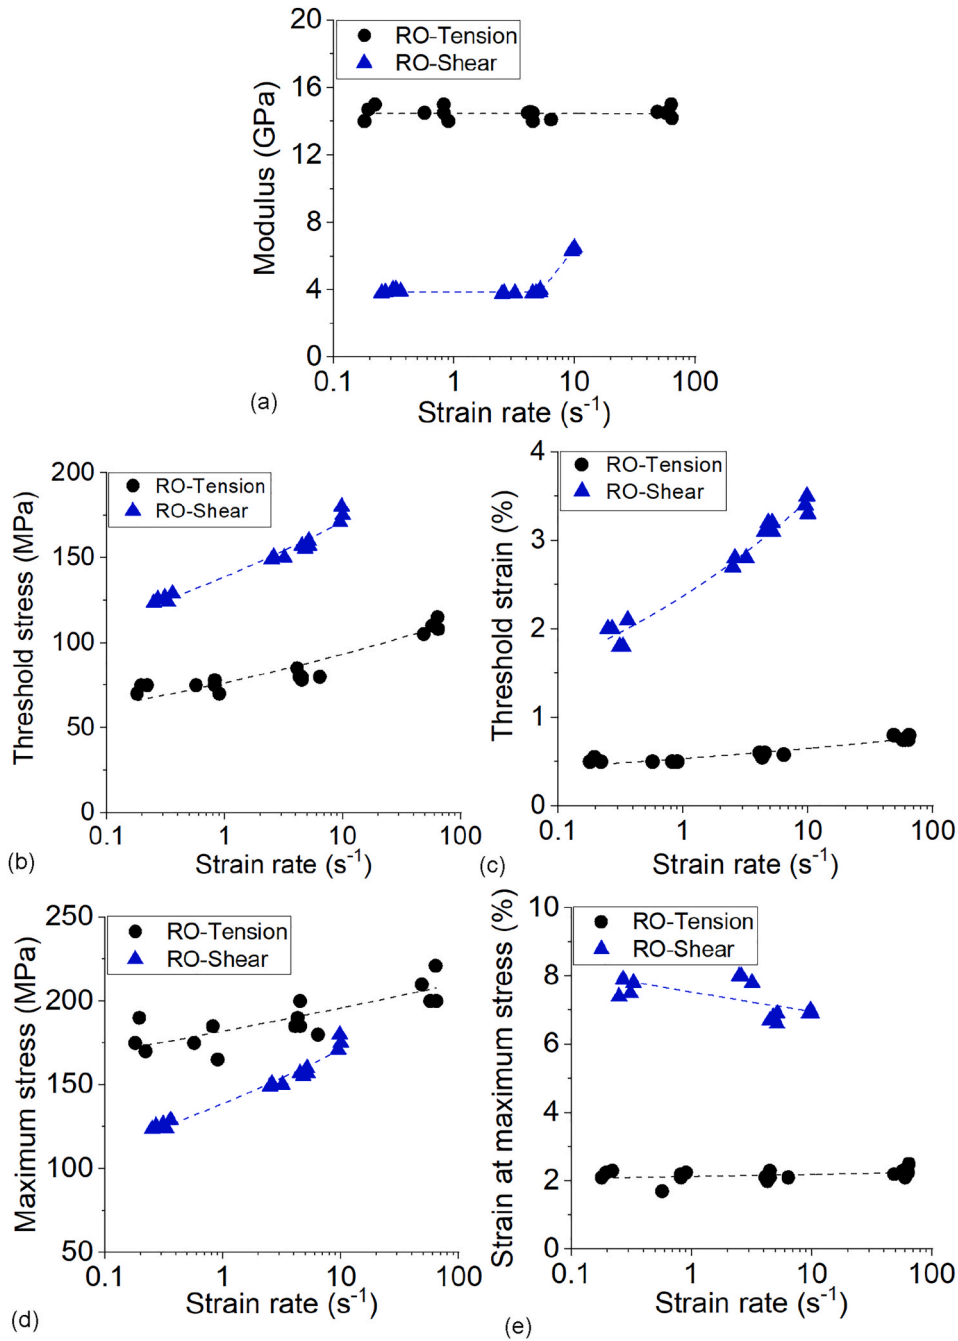 20
16
12
8
4
0
Modulus (GPa)
RO-Tension
RO-Shear
0.1 1 10 100
(a)
Strain rate (s⁻¹)
200
150
100
50
0
Threshold stress (MPa)
RO-Tension
RO-Shear
0.1 1 10 100
(b)
Strain rate (s⁻¹)
4
3
2
1
0
Threshold strain (%)
RO-Tension
RO-Shear
0.1 1 10 100
(c)
Strain rate (s⁻¹)
250
200
150
100
50
Maximum stress (MPa)
RO-Tension
RO-Shear
0.1 1 10 100
(d)
Strain rate (s⁻¹)
10
8
6
4
2
0
Strain at maximum stress (%)
RO-Tension
RO-Shear
0.1 1 10 100
(e)
Strain rate (s⁻¹)